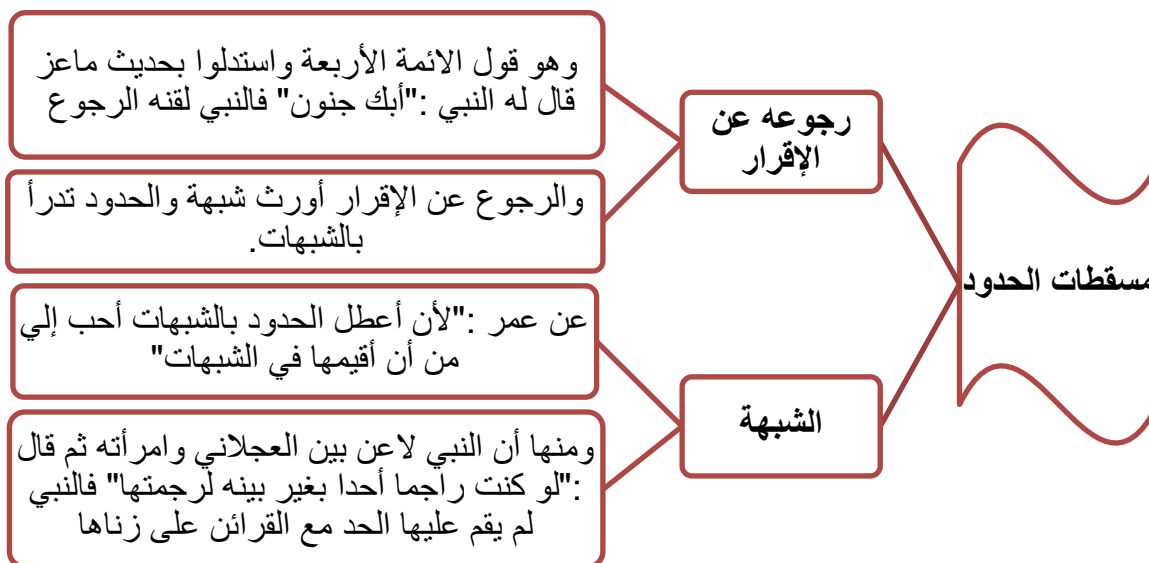 مسقطات الحدود
رجوعه عن
الإقرار
وهو قول الائمة الأربعة واستدلوا بحديث ماعز
قال له النبي :"أبك جنون" فالنبي لقنه الرجوع
والرجوع عن الإقرار أورث شبهة والحدود تدرأ
بالشبهات.
الشبهة
عن عمر :"لأن أعطل الحدود بالشبهات أحب إلي
من أن أقيمها في الشبهات"
ومنها أن النبي لاعن بين العجلاني وامرأته ثم قال
:"لو كنت راجما أحدا بغير بينه لرجمتها" فالنبي
لم يقم عليها الحد مع القرائن على زناها